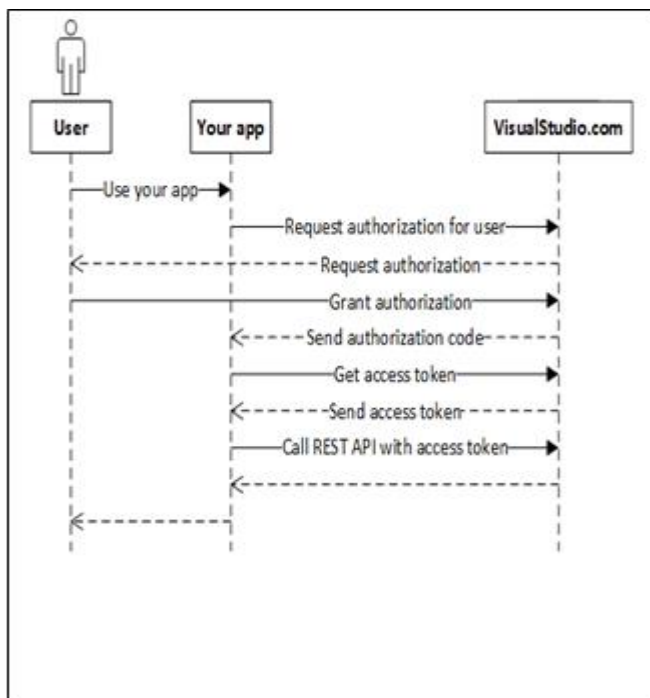 User
Your app
VisualStudio.com
Use your app
Request authorization for user
Request authorization
Grant authorization
Send authorization code
Get access token
Send access token
Call REST API with access token